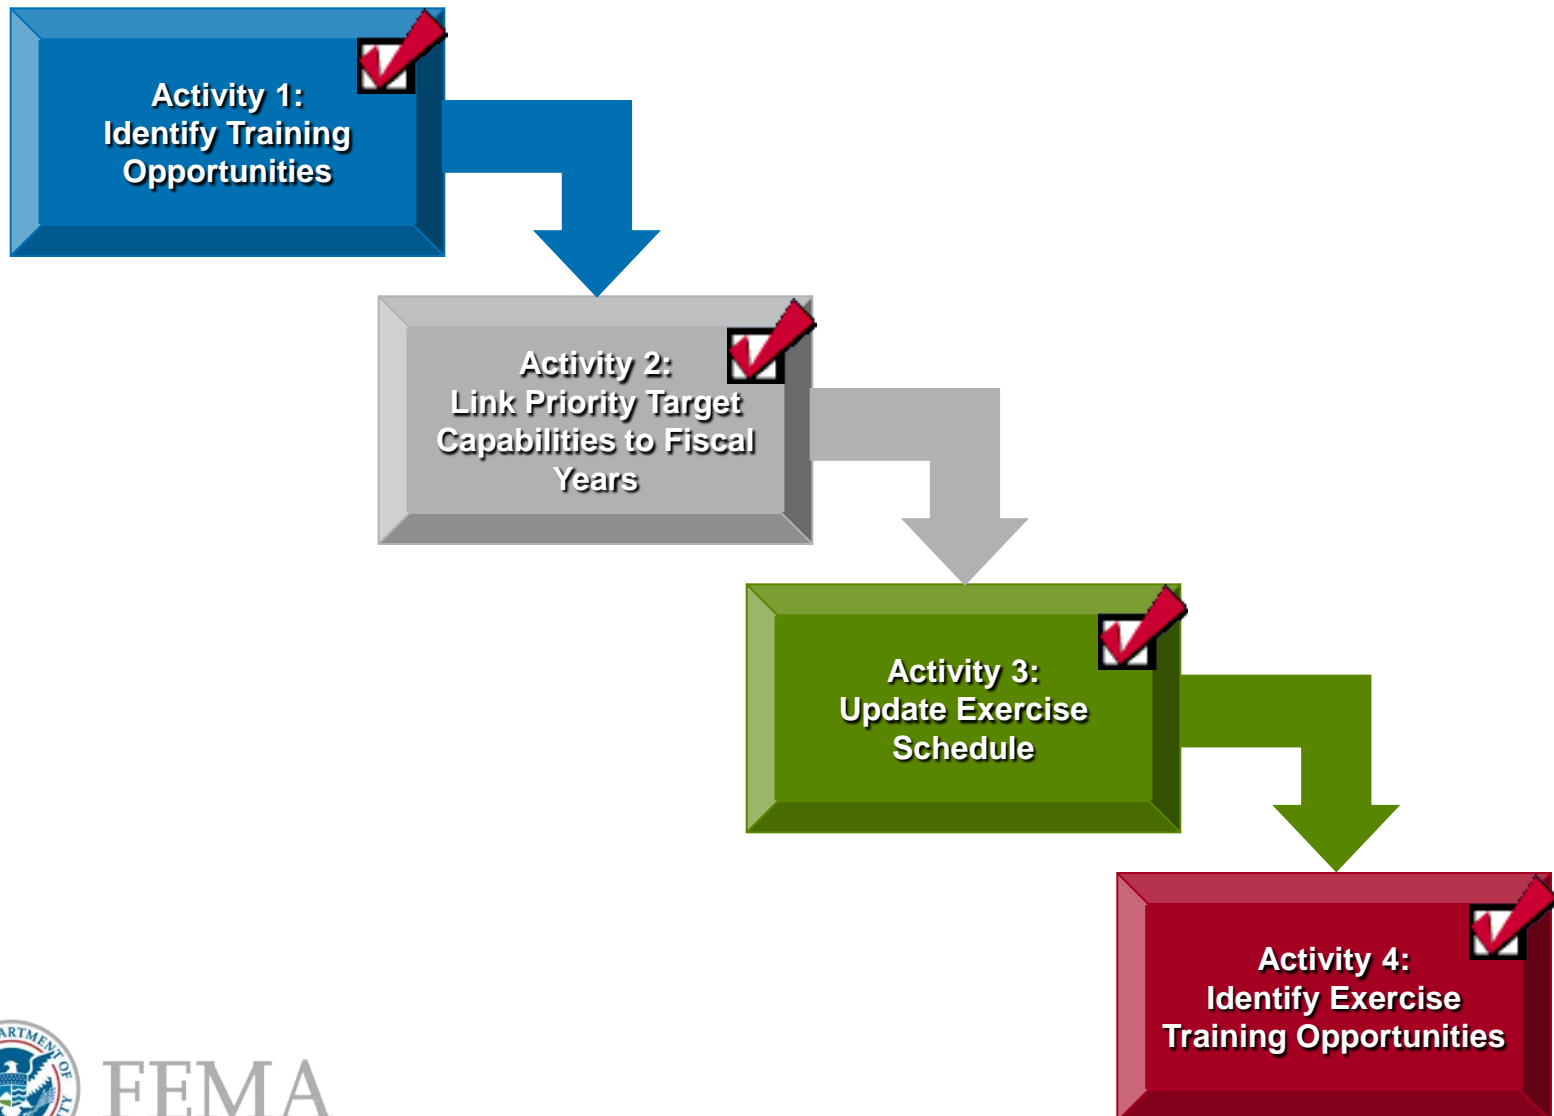 Activity 1:
Identify Training
Opportunities
Activity 2:
Link Priority Target
Capabilities to Fiscal
Years
Activity 3:
Update Exercise
Schedule
Activity 4:
Identify Exercise
Training Opportunities
FEMA